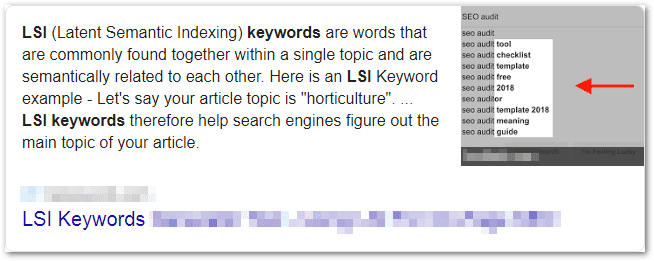 LSI (Latent Semantic Indexing) keywords are words that
are commonly found together within a single topic and are
semantically related to each other. Here is an LSI Keyword
example - Let's say your article topic is "horticulture". ...
LSI keywords therefore help search engines figure out the
main topic of your article.
LSI Keywords
SEO audit
seo audit
seo audit tool
seo audit checklist
seo audit template
seo audit free
seo audit 2018
seo auditor
seo audit template 2018
seo audit meaning
seo audit guide